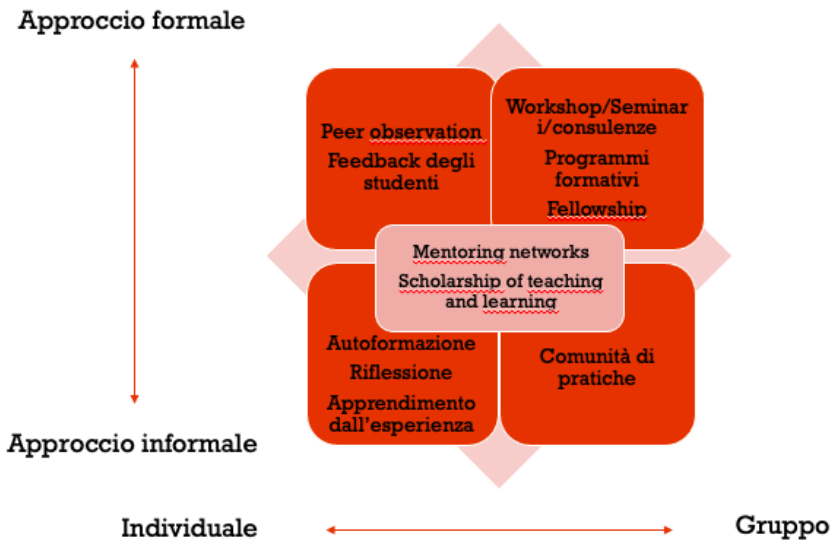 Approccio formale
Peer observation
Feedback degli
studenti
Workshop/Seminar
i/consulenze
Programmi
formativi
Fellowship
Mentoring networks
Scholarship of teaching
and learning
Autoformazione
Riflessione
Apprendimento
dall'esperienza
Comunità di
pratiche
Approccio informale
Individuale
Gruppo